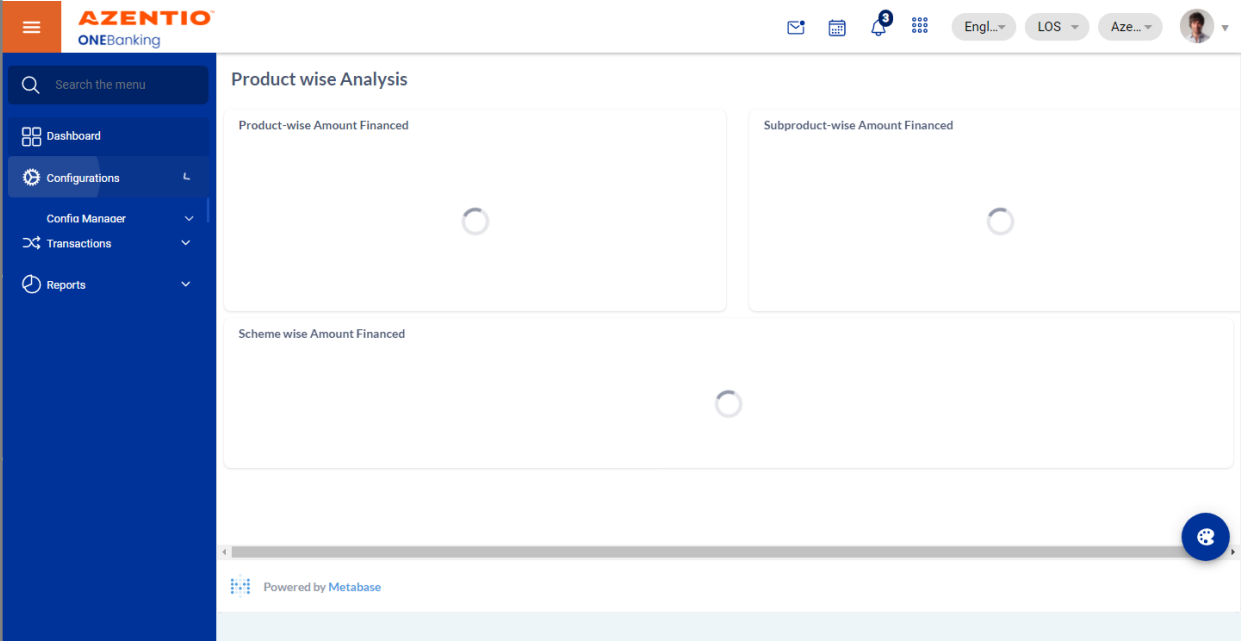 AZENTIO™
ONEBanking
3
Engl...
LOS
Aze...
Search the menu
Dashboard
Configurations
Config Manager
Transactions
Reports
Product wise Analysis
Product-wise Amount Financed
Subproduct-wise Amount Financed
Scheme wise Amount Financed
Powered by Metabase